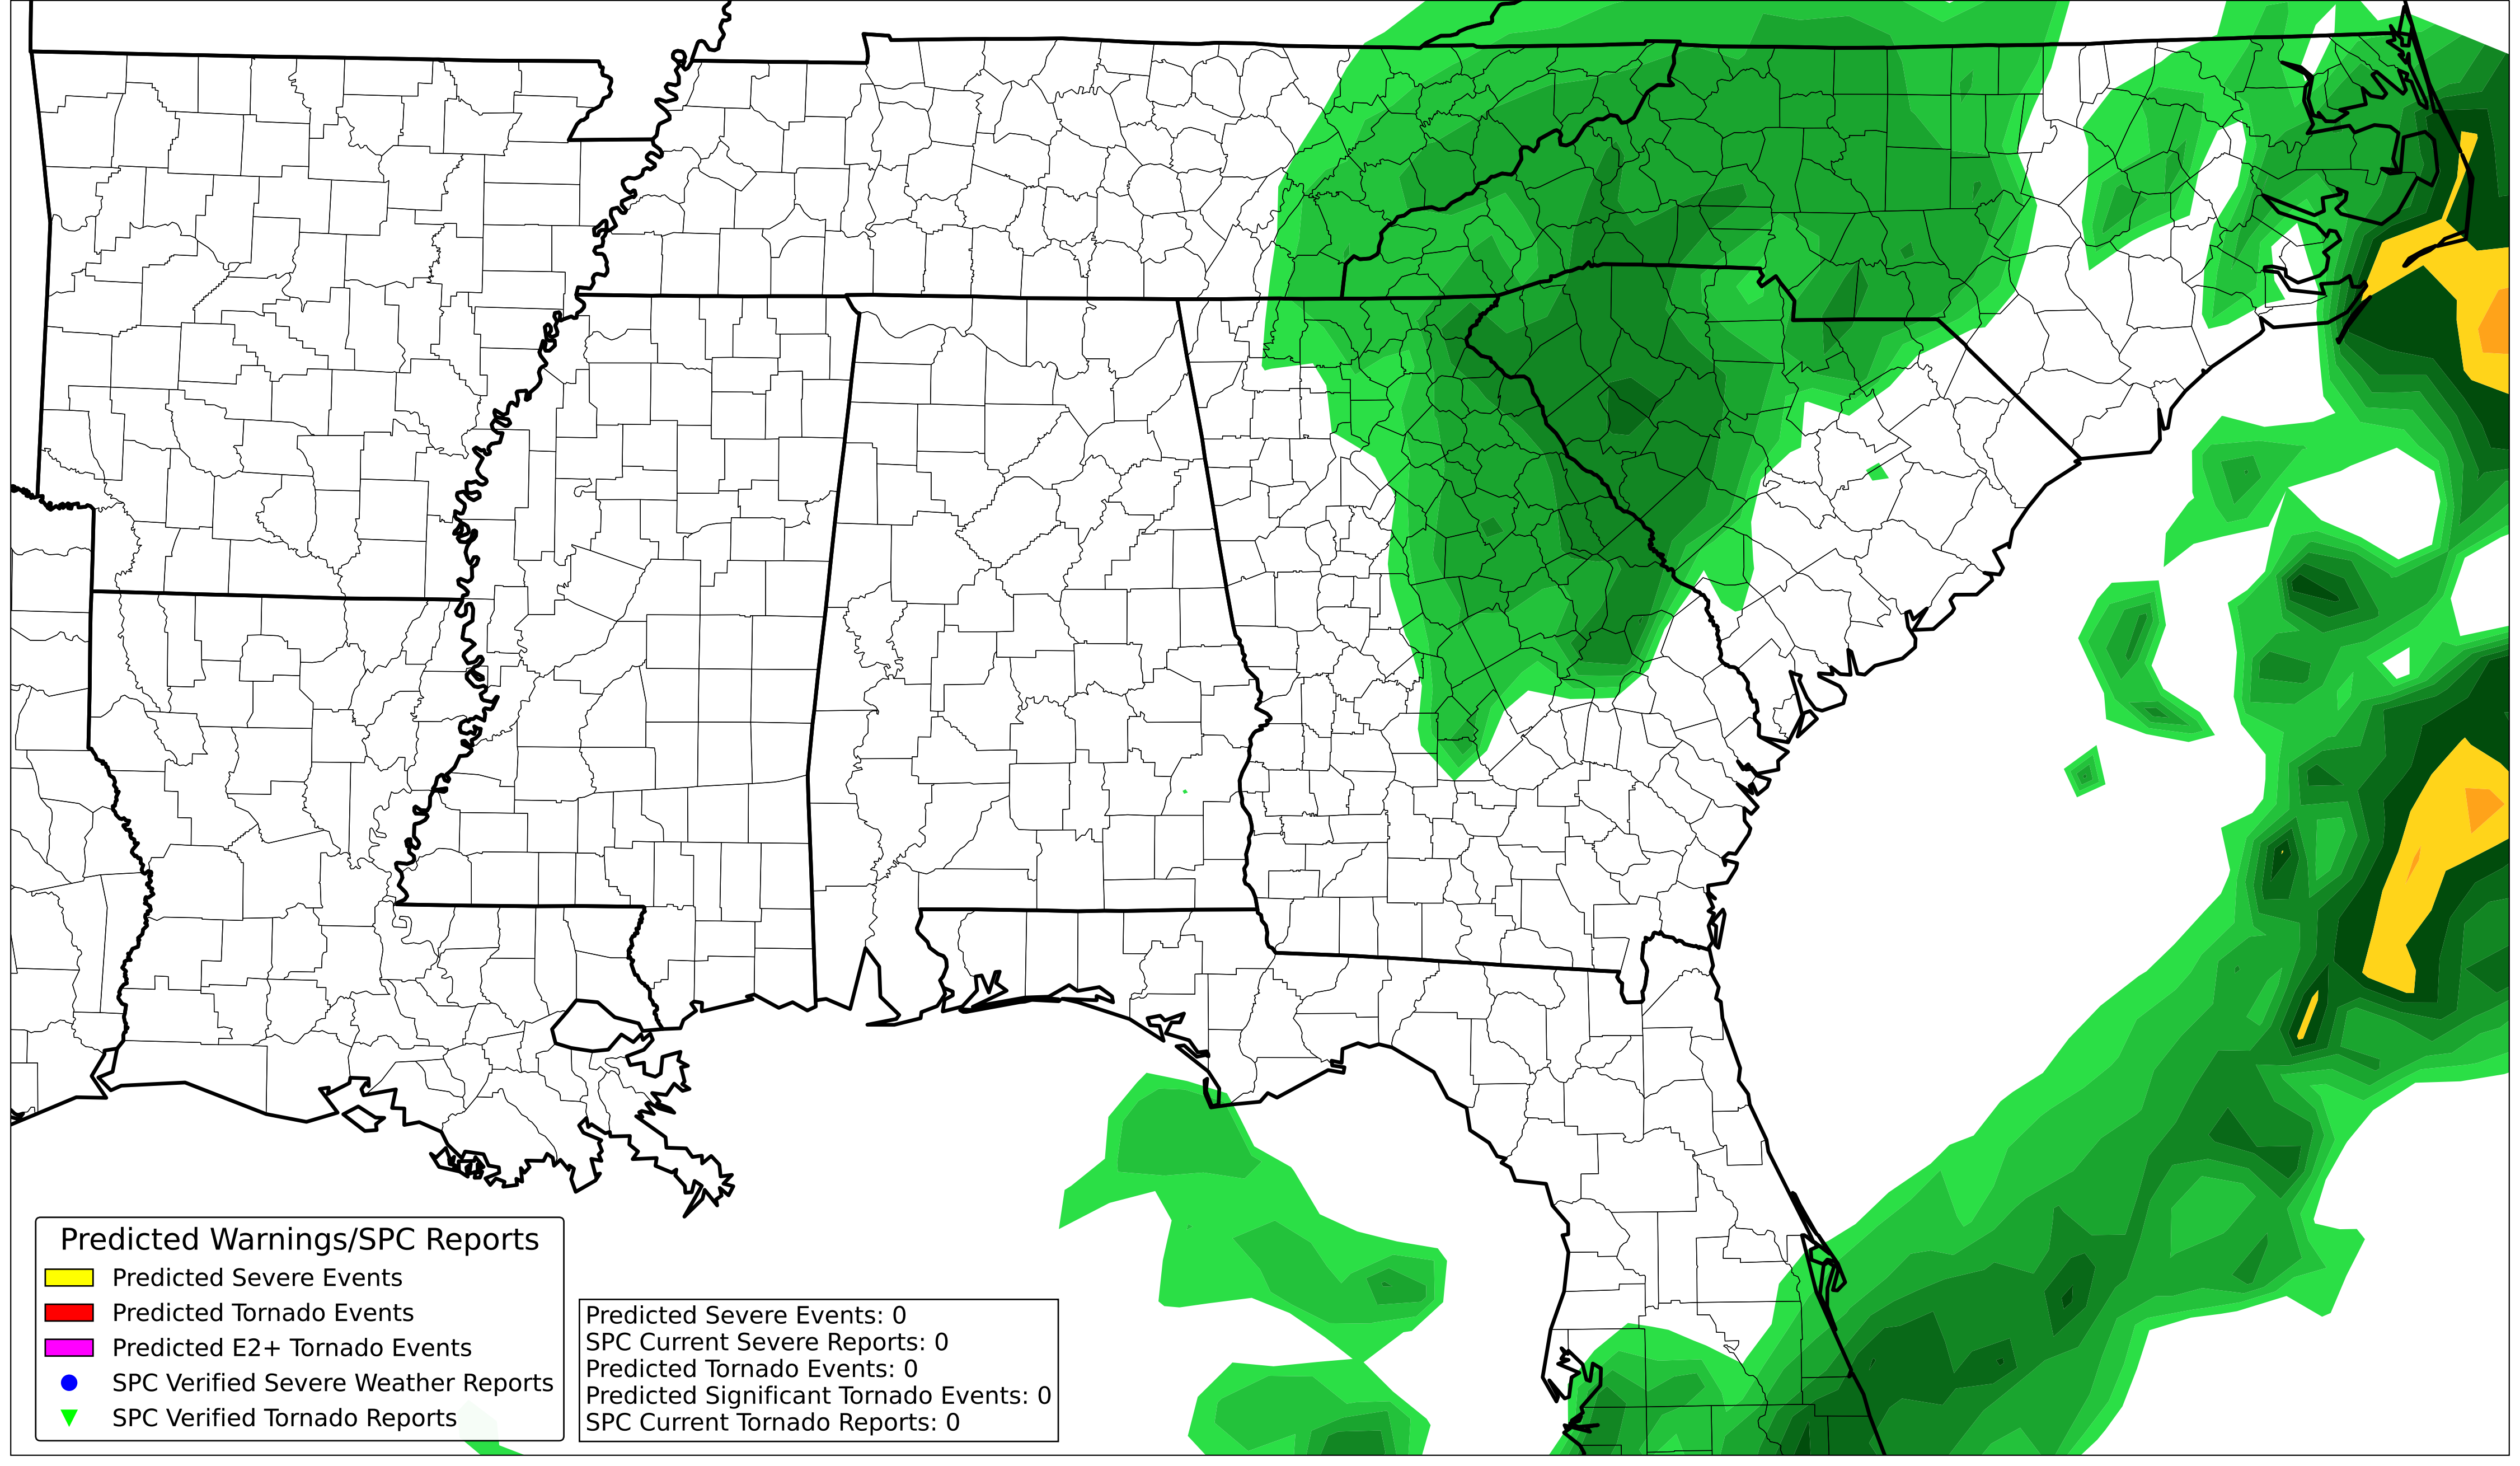 Predicted Warnings/SPC Reports
Predicted Severe Events
Predicted Tornado Events
Predicted E2+ Tornado Events
SPC Verified Severe Weather Reports
SPC Verified Tornado Reports
Predicted Severe Events: 0
SPC Current Severe Reports: 0
Predicted Tornado Events: 0
Predicted Significant Tornado Events: 0
SPC Current Tornado Reports: 0